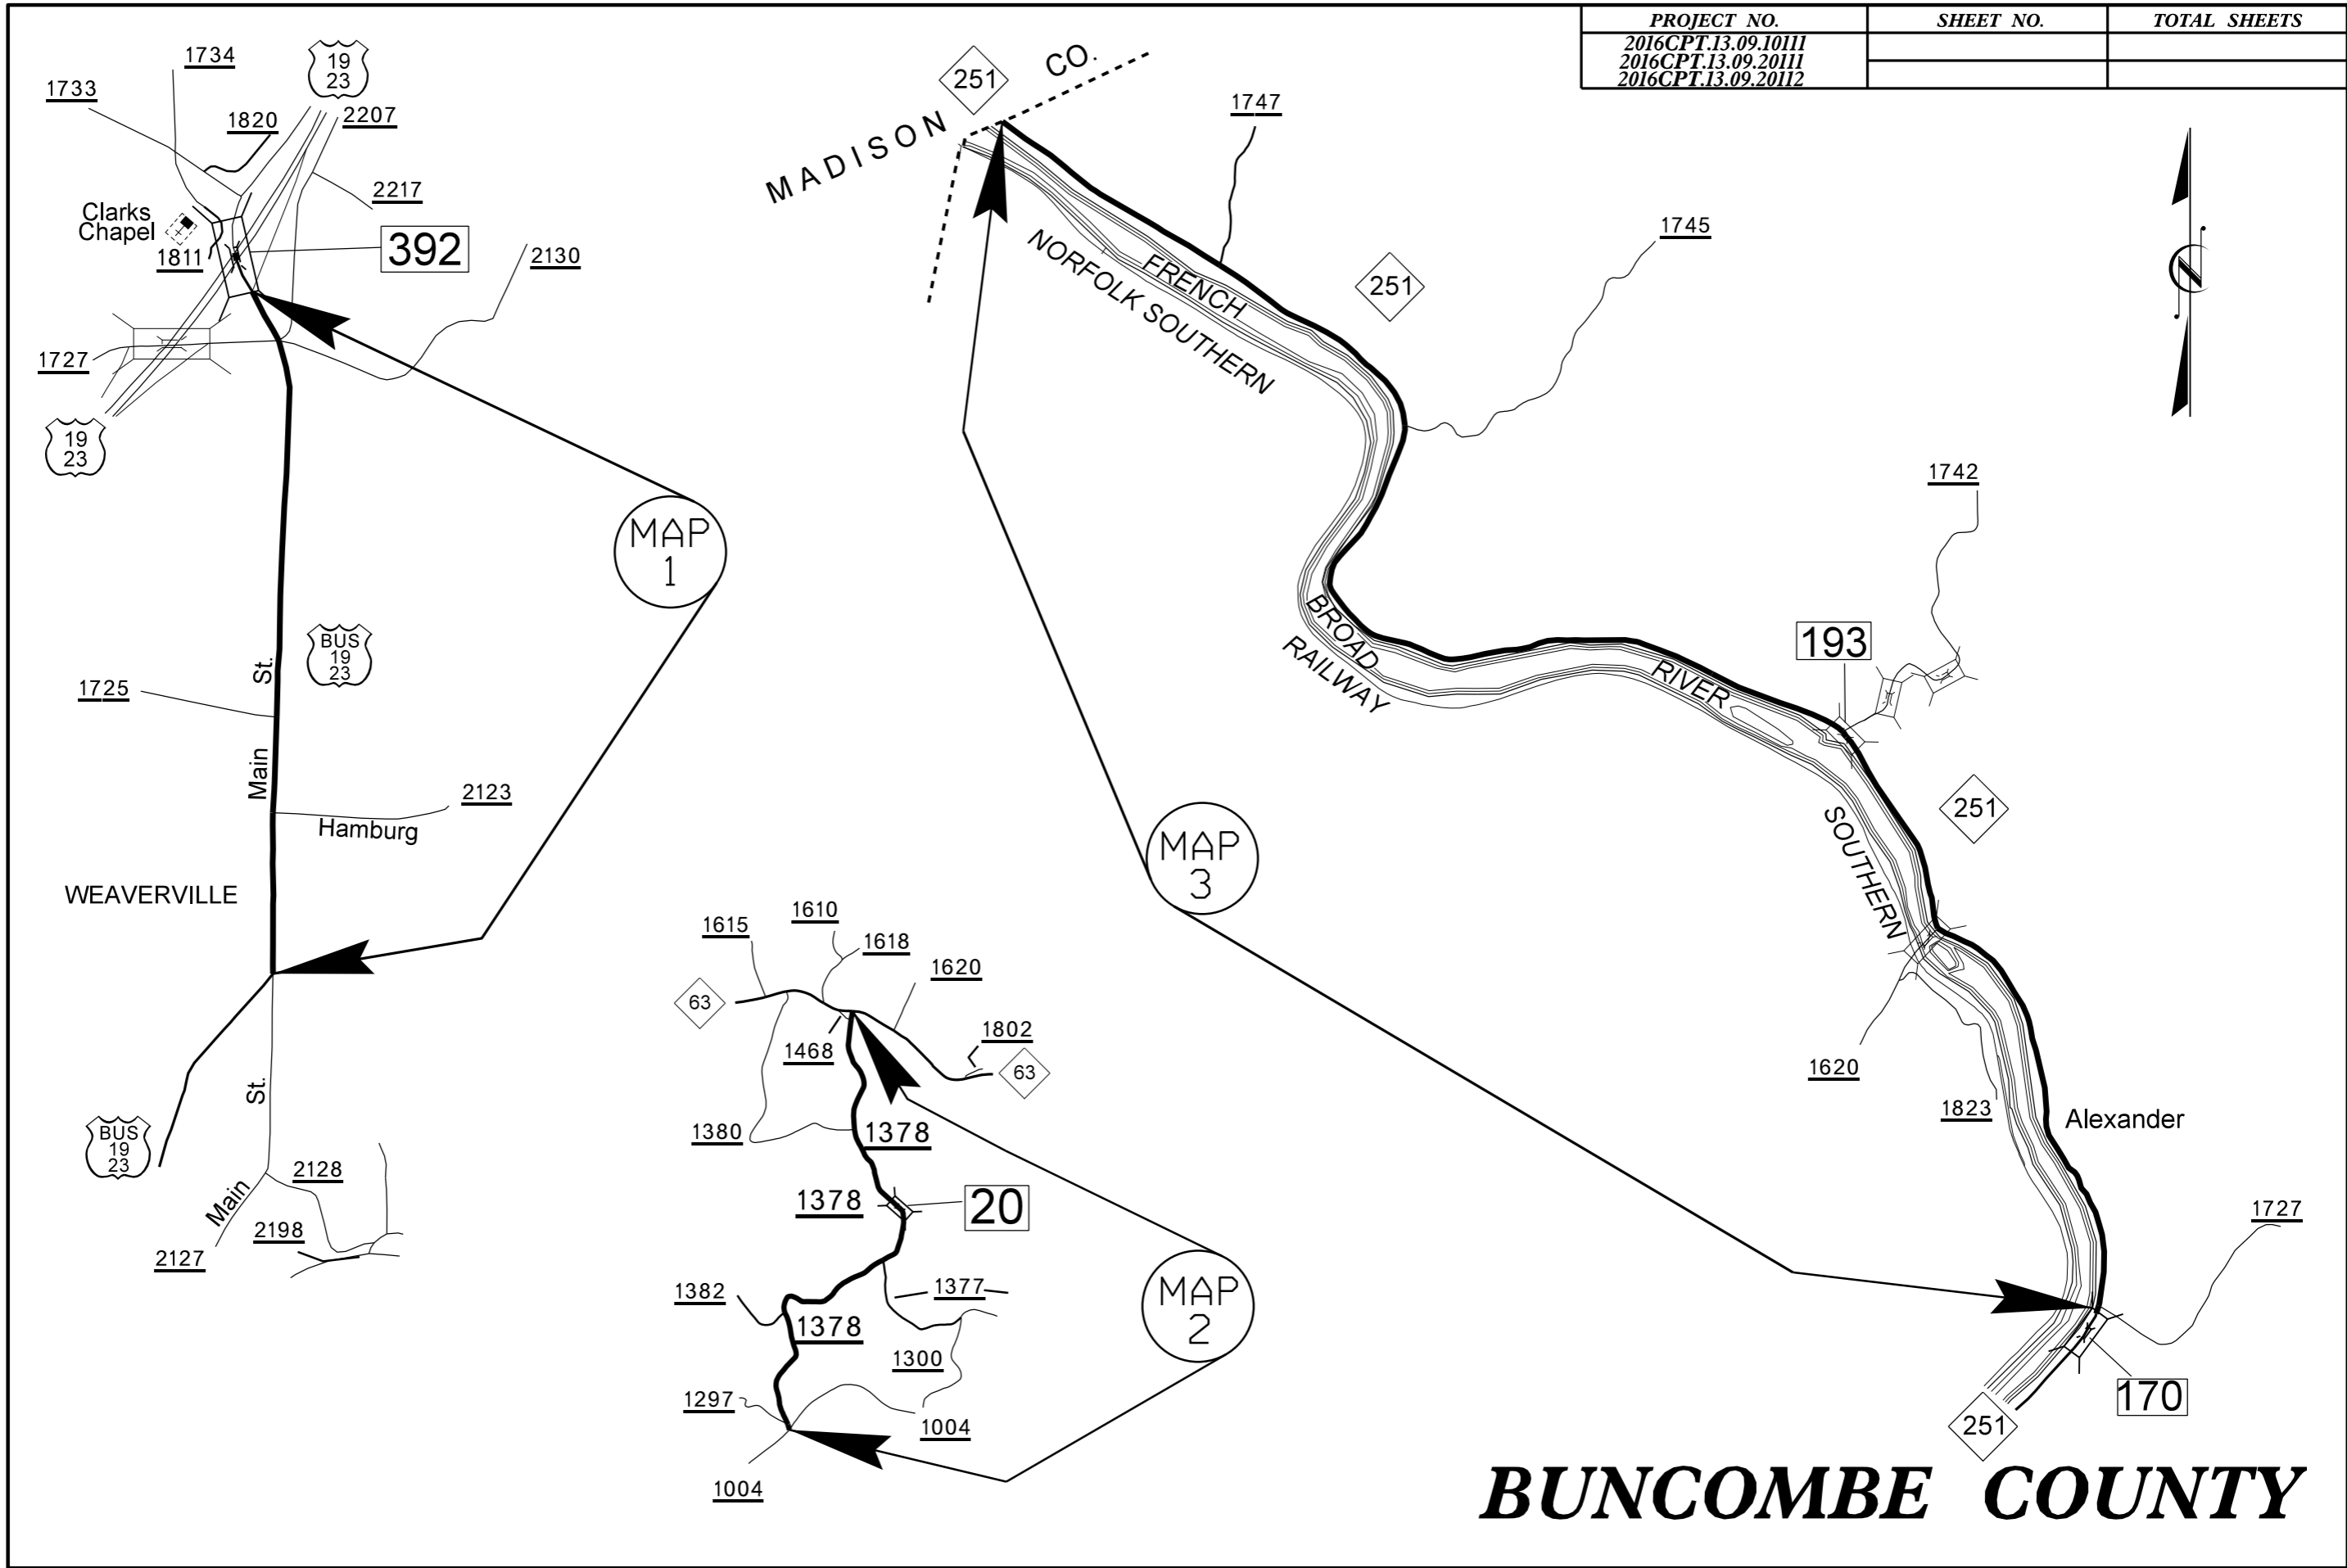 PROJECT NO. SHEET NO. TOTAL SHEETS
2016CPT.13.09.10111
2016CPT.13.09.20111
2016CPT.13.09.20112
1734
19
23
1733
1820
2207
2217
Clarks
Chapel
1811
392
2130
1727
19
23
MAP
1
BUS
19
23
St.
1725
Main
2123
Hamburg
WEAVERVILLE
St.
BUS
19
23
2128
Main
2198
2127
MADISON CO.
251
1747
1745
251
FRENCH
NORFOLK SOUTHERN
1742
193
BROAD
RAILWAY
RIVER
251
SOUTHERN
MAP
3
1620
1823
Alexander
1727
170
251
1610
1615
1618
1620
63
1802
1468
63
1380
1378
1378
20
1382
1377
MAP
2
1378
1300
1297
1004
1004
BUNCOMBE COUNTY